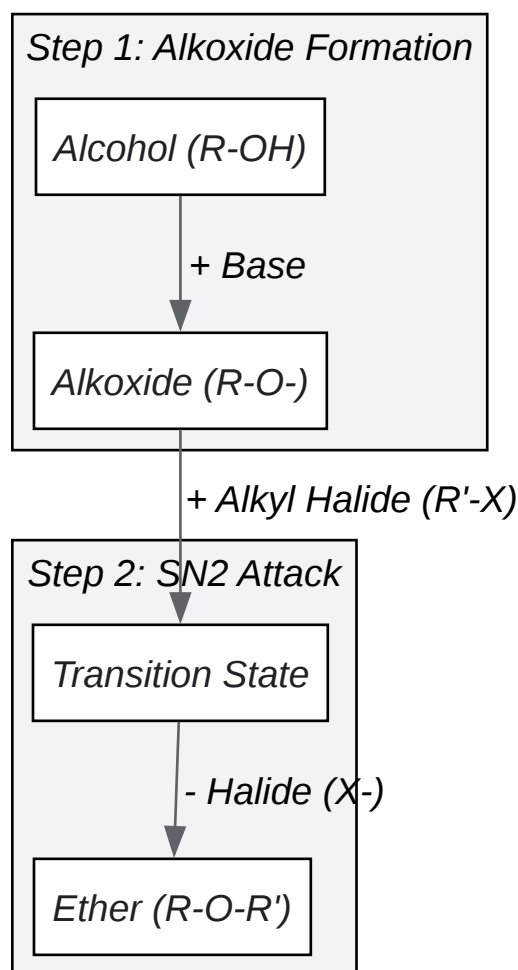 Step 1: Alkoxide Formation
Alcohol (R-OH)
+ Base
Alkoxide (R-O-)
+ Alkyl Halide (R'-X)
Step 2: SN2 Attack
Transition State
- Halide (X-)
Ether (R-O-R')